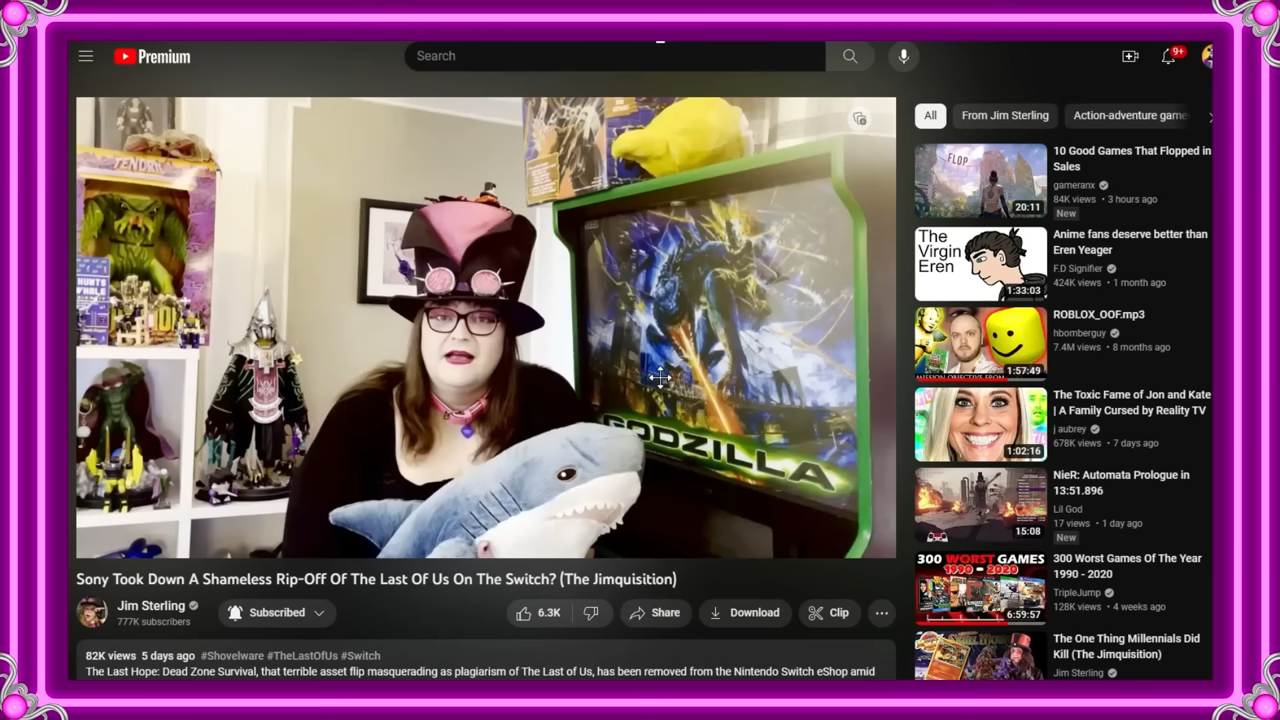 Premium
Search
9+
TENDRIL
GODZILLA
Sony Took Down A Shameless Rip-Off Of The Last Of Us On The Switch? (The Jimquisition)
Jim Sterling
777K subscribers
Subscribed
6.3K
Share
Download
Clip
82K views 5 days ago #Shovelware #TheLastOfUs #Switch
The Last Hope: Dead Zone Survival, that terrible asset flip masquerading as plagiarism of The Last of Us, has been removed from the Nintendo Switch eShop amid
All
From Jim Sterling
Action-adventure game
FLOP
20:11
10 Good Games That Flopped in
Sales
gameranx
84K views • 3 hours ago
New
The
Virgin
Eren
1:33:03
Anime fans deserve better than
Eren Yeager
F.D Signifier
424K views • 1 month ago
1:57:49
ROBLOX_OOF.mp3
hbomberguy
7.4M views • 8 months ago
1:02:16
The Toxic Fame of Jon and Kate
| A Family Cursed by Reality TV
j aubrey
678K views • 7 days ago
15:08
NieR: Automata Prologue in
13:51.896
Lil God
17 views • 1 day ago
New
300 WORST GAMES
1990 - 2020
6:59:57
300 Worst Games Of The Year
1990 - 2020
TripleJump
128K views • 4 weeks ago
The One Thing Millennials Did
Kill (The Jimquisition)
Jim Sterling